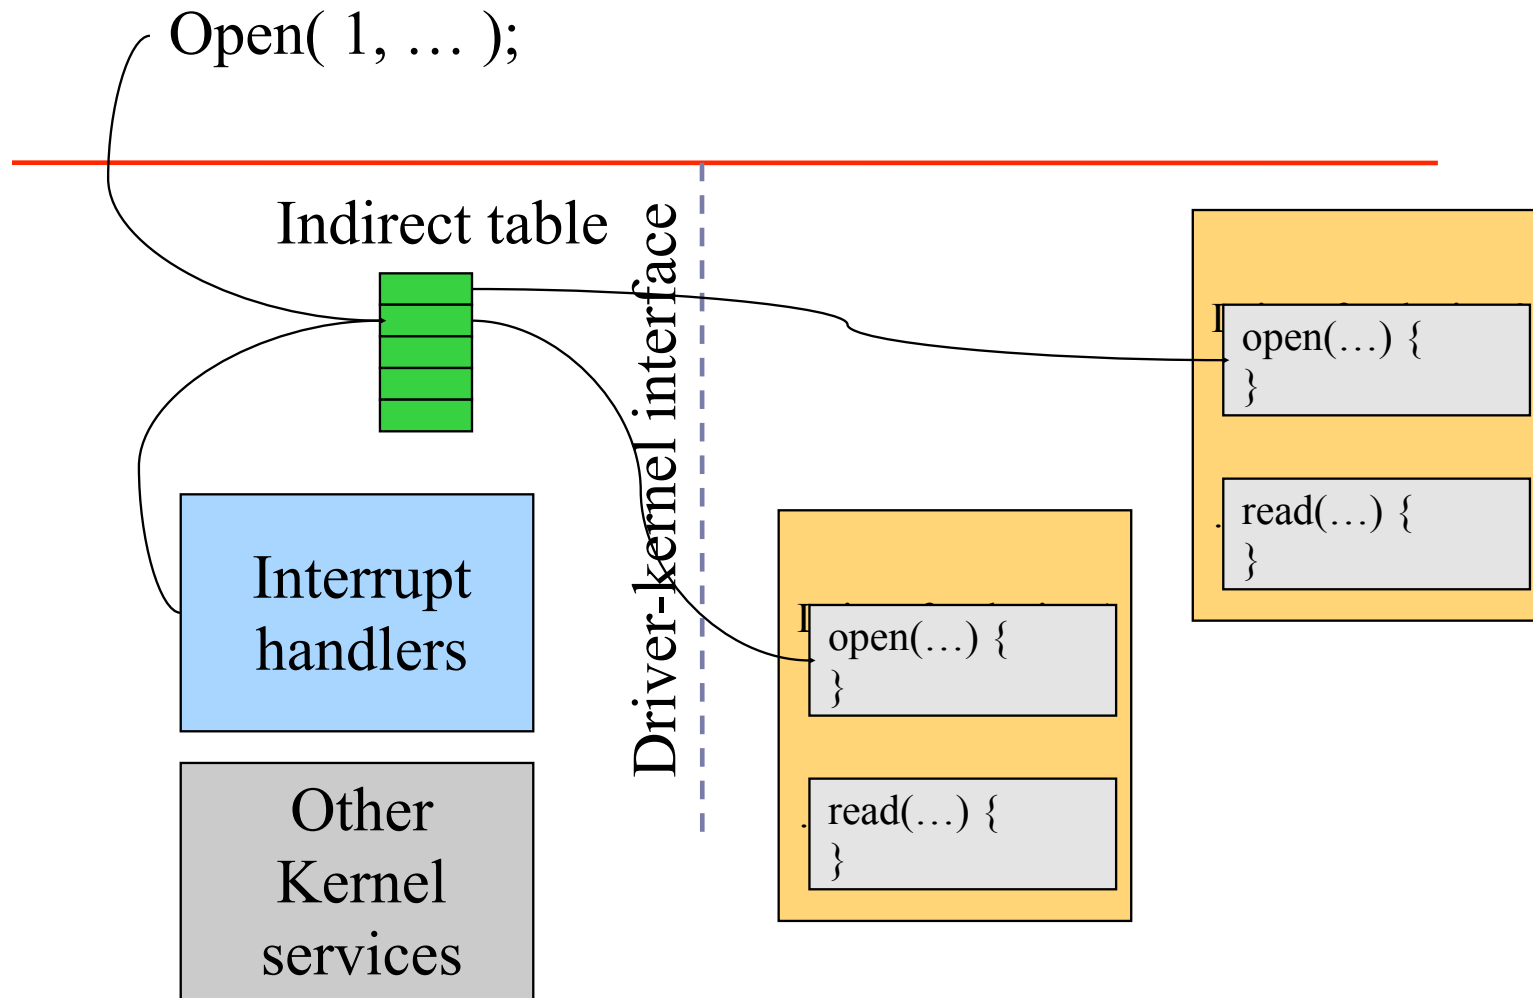 Open( 1, … );
Indirect table
Driver-kernel interface
open(…) {
}
read(…) {
}
Interrupt
handlers
open(…) {
}
read(…) {
}
Other
Kernel
services